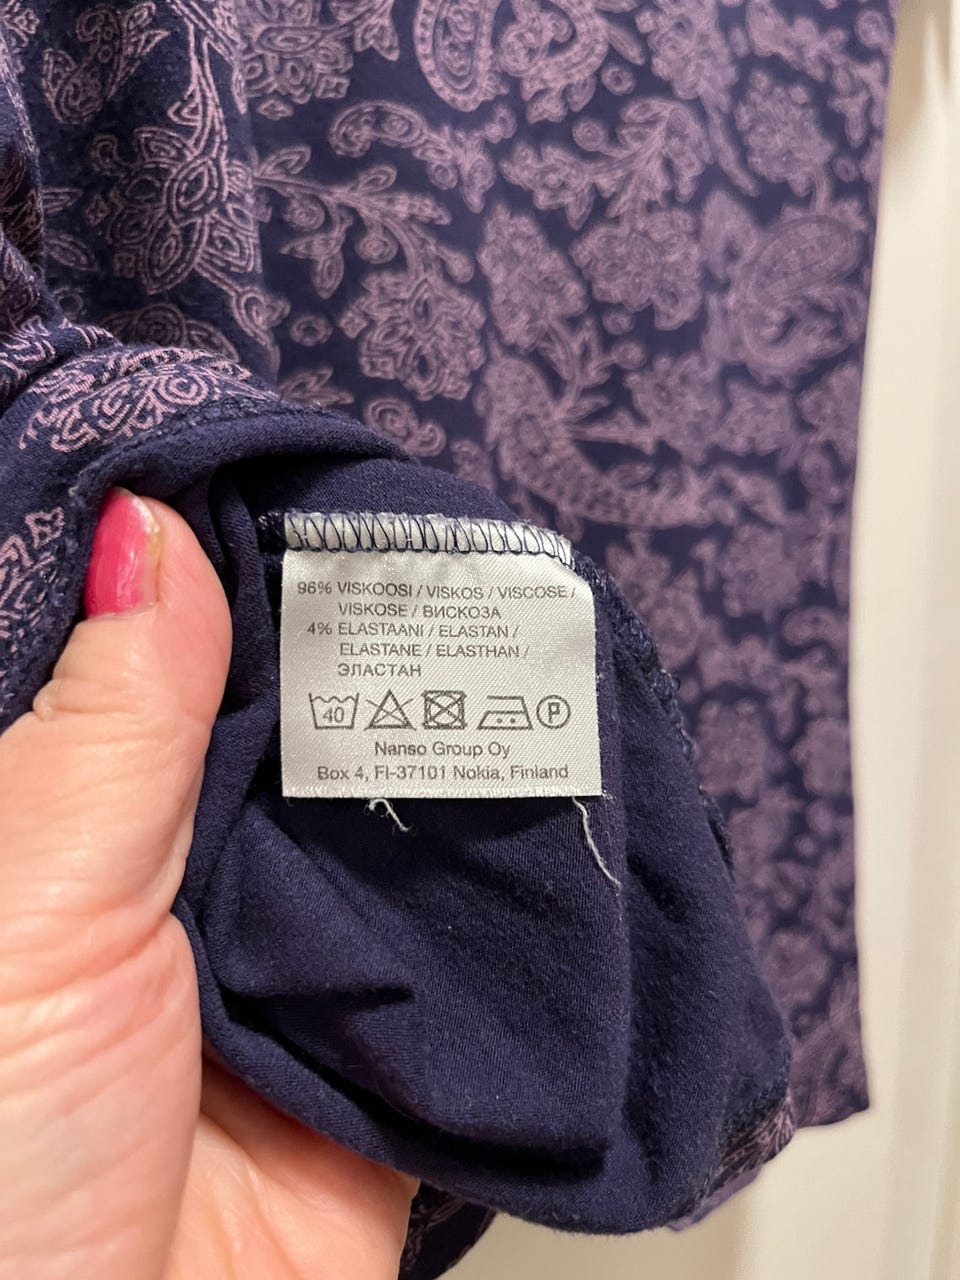 96% VISKOOSI / VISKOS / VISCOSE /
VISKOSE / ВИСКОЗА
4% ELASTAANI / ELASTAN /
ELASTANE / ELASTHAN /
ЭЛАСТАН
40 P
Nanso Group Oy
Box 4, FI-37101 Nokia, Finland